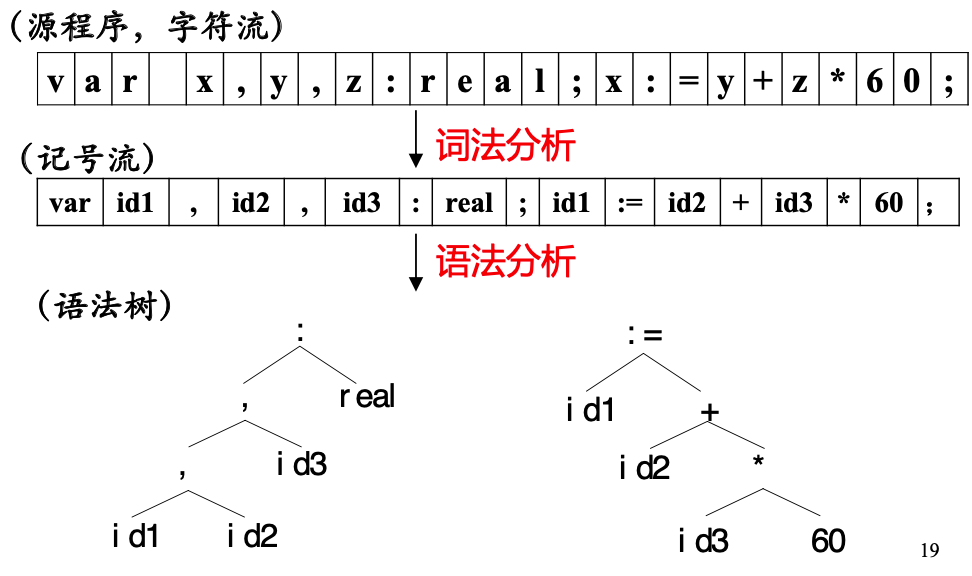 (源程序，字符流)
v a r x , y , z : r e a l ; x : = y + z * 6 0 ;
词法分析
(记号流)
var id1 , id2 , id3 : real ; id1 := id2 + id3 * 60 ;
语法分析
(语法树)
: :=
, real id1 +
, id3 id2 *
id1 id2 id3 60
19